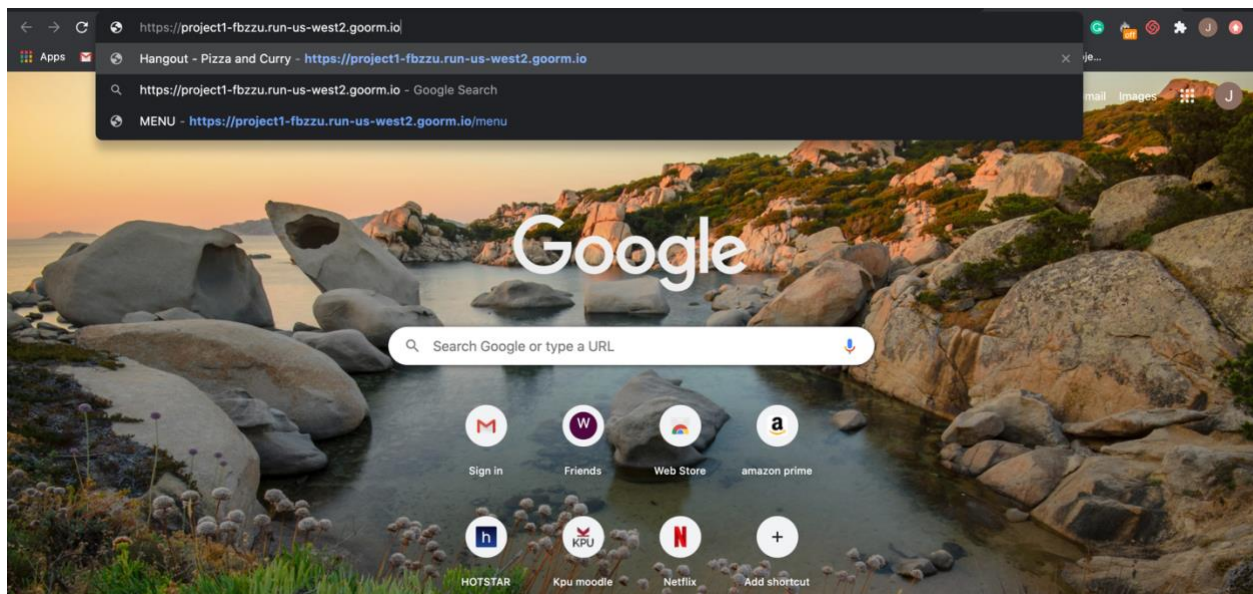 https://project1-fbzzu.run-us-west2.goorm.io
off
J
Apps
Hangout - Pizza and Curry - https://project1-fbzzu.run-us-west2.goorm.io
je...
https://project1-fbzzu.run-us-west2.goorm.io - Google Search
mail Images J
MENU - https://project1-fbzzu.run-us-west2.goorm.io/menu
Google
Search Google or type a URL
W
a
Sign in Friends Web Store amazon prime
h KPU N
HOTSTAR Kpu moodle Netflix Add shortcut